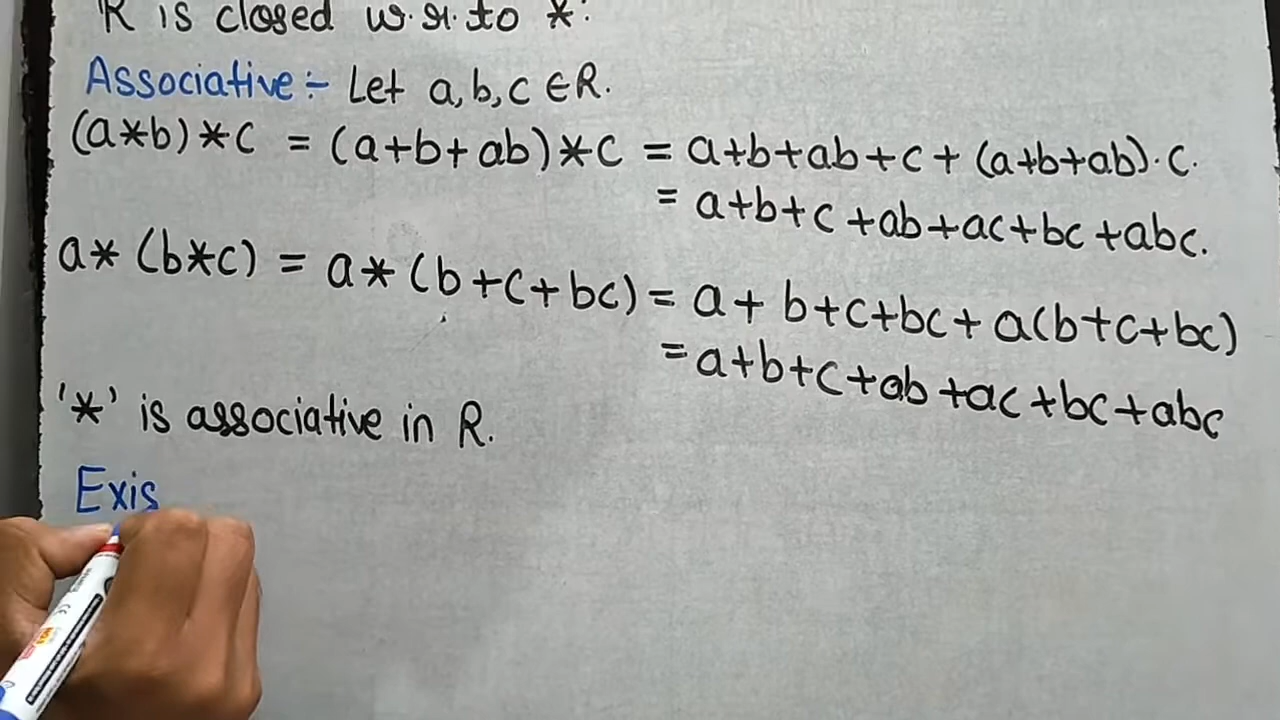 R is closed w.r.to *.
Associative :- Let a, b, c ∈ R.
(a*b)*c = (a+b+ab)*c = a+b+ab+c+(a+b+ab).c.
= a+b+c+ab+ac+bc+abc.
a*(b*c) = a*(b+c+bc) = a+b+c+bc+a(b+c+bc)
= a+b+c+ab+ac+bc+abc
'*' is associative in R.
Exis